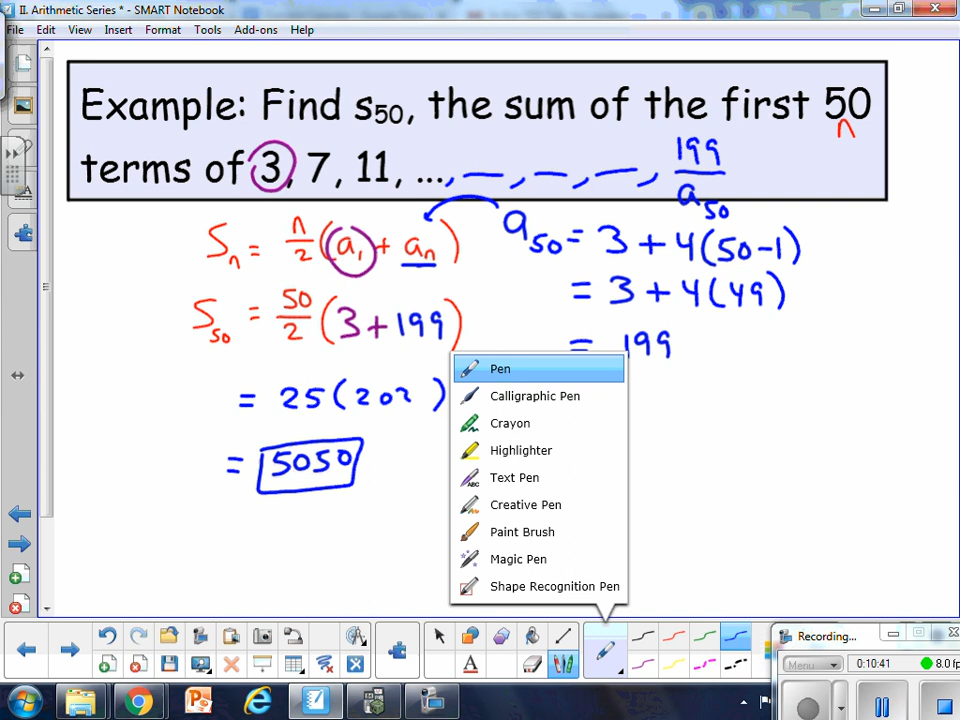 II. Arithmetic Series * - SMART Notebook
File Edit View Insert Format Tools Add-ons Help
Example: Find s₅₀, the sum of the first 50
n
terms of 3, 7, 11, ..., __, __, __, 199
a₅₀
Sₙ = n/2 (a₁ + aₙ)
a₅₀ = 3 + 4(50-1)
= 3 + 4(49)
S₅₀ = 50/2 (3 + 199)
= 199
= 25(202)
= 5050
Pen
Calligraphic Pen
Crayon
Highlighter
Text Pen
ABC
Creative Pen
Paint Brush
Magic Pen
Shape Recognition Pen
A
Recording...
Menu
0:10:41
8.0 fp